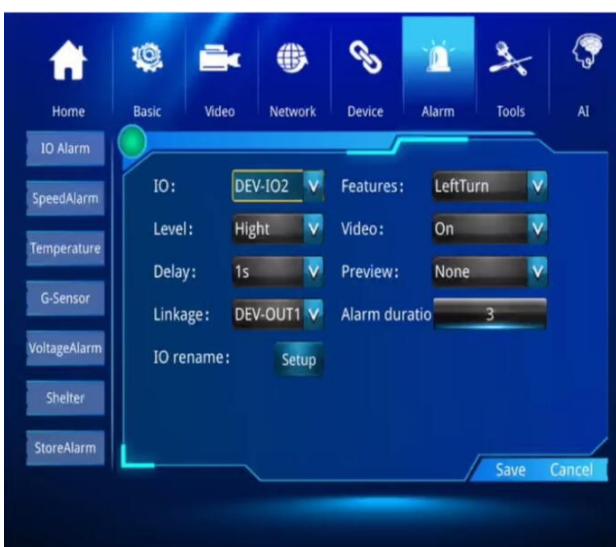 Home Basic Video Network Device Alarm Tools AI
IO Alarm
SpeedAlarm
Temperature
G-Sensor
VoltageAlarm
Shelter
StoreAlarm
IO: DEV-IO2 Features: LeftTurn
Level: Hight Video: On
Delay: 1s Preview: None
Linkage: DEV-OUT1 Alarm duratio 3
IO rename: Setup
Save Cancel